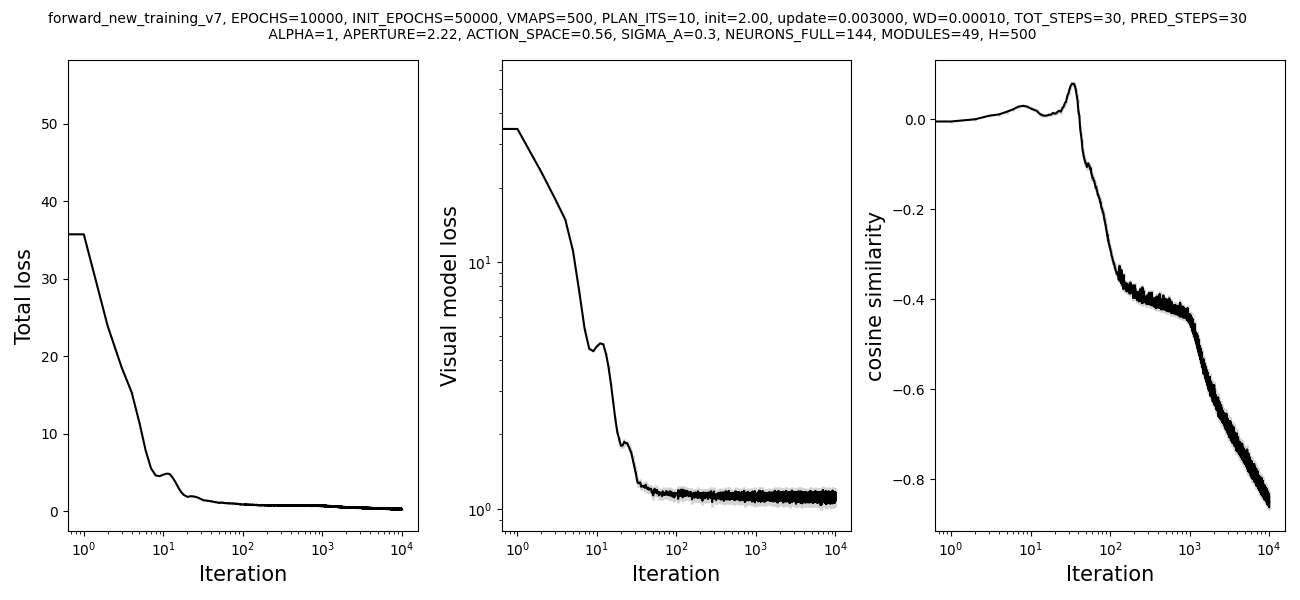 forward_new_training_v7, EPOCHS=10000, INIT_EPOCHS=50000, VMAPS=500, PLAN_ITS=10, init=2.00, update=0.003000, WD=0.00010, TOT_STEPS=30, PRED_STEPS=30
ALPHA=1, APERTURE=2.22, ACTION_SPACE=0.56, SIGMA_A=0.3, NEURONS_FULL=144, MODULES=49, H=500
Total loss
50
40
30
20
10
0
10⁰ 10¹ 10² 10³ 10⁴
Iteration
Visual model loss
10¹
10⁰
10⁰ 10¹ 10² 10³ 10⁴
Iteration
cosine similarity
0.0
−0.2
−0.4
−0.6
−0.8
10⁰ 10¹ 10² 10³ 10⁴
Iteration